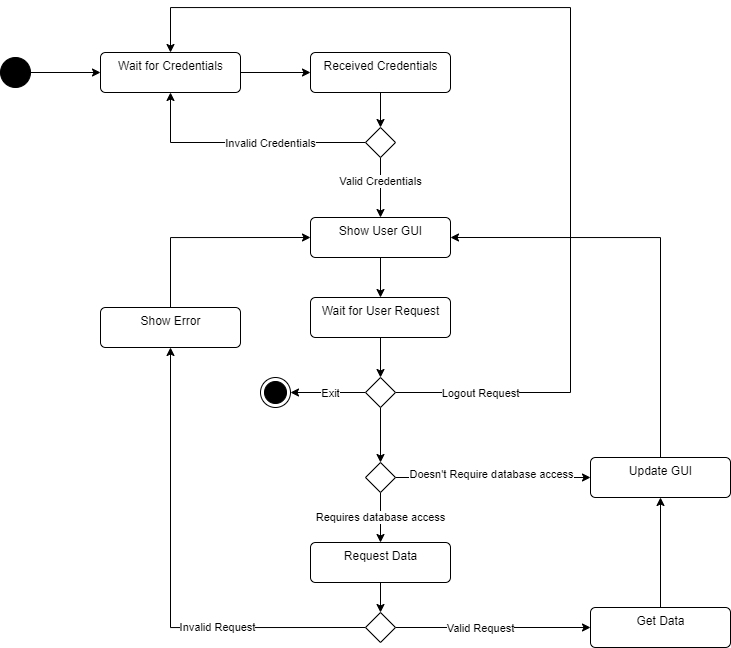 Wait for Credentials
Received Credentials
Invalid Credentials
Valid Credentials
Show User GUI
Wait for User Request
Show Error
Exit
Logout Request
Doesn't Require database access
Update GUI
Requires database access
Request Data
Invalid Request
Valid Request
Get Data